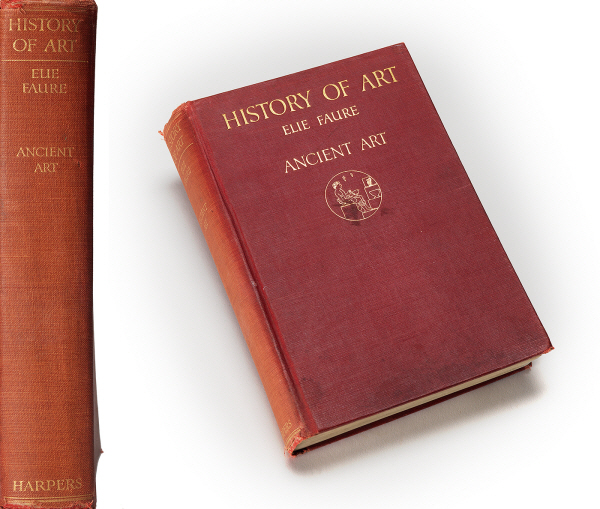 HISTORY
OF ART
ELIE
FAURE
ANCIENT
ART
HARPERS
HISTORY OF ART
ELIE FAURE
ANCIENT ART